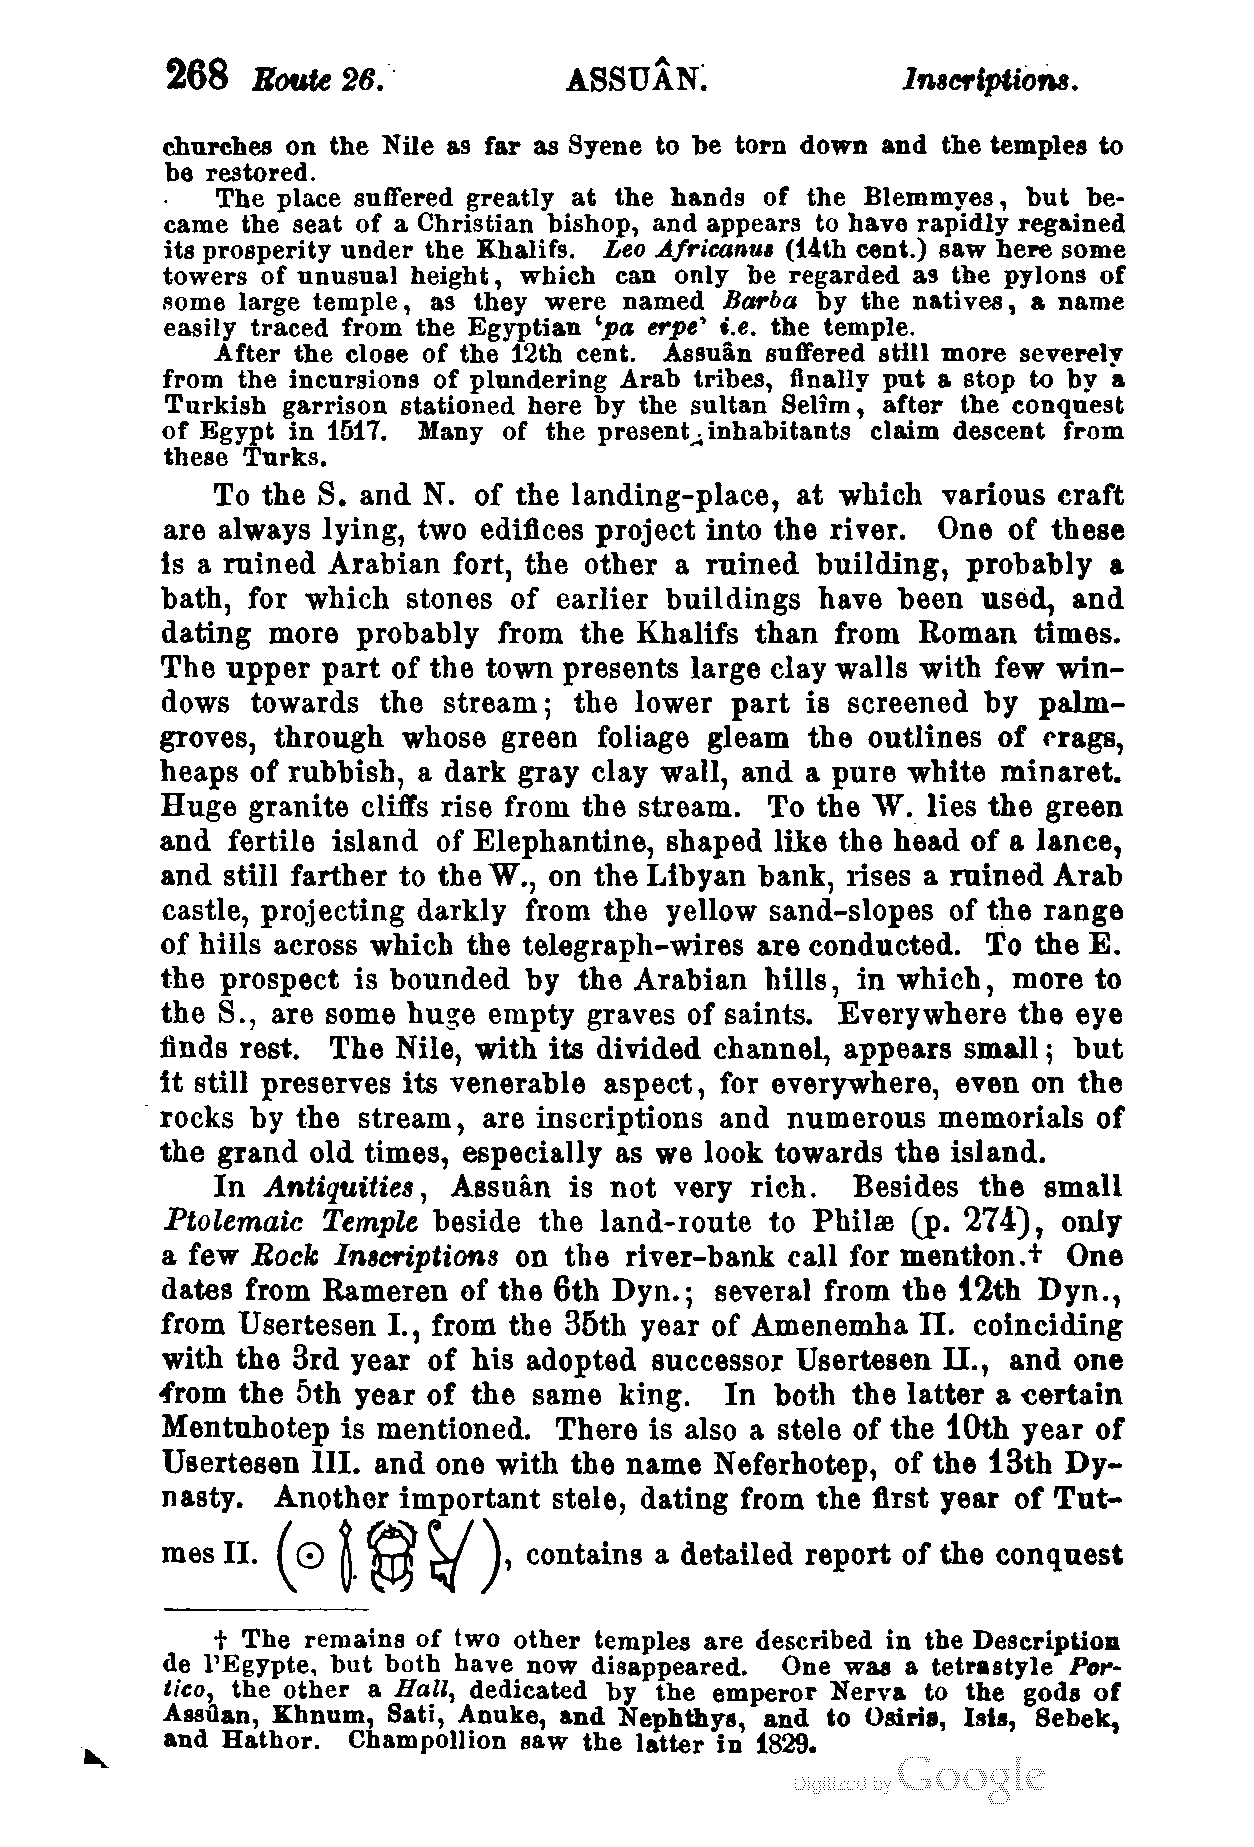 268 Route 26. ASSUÂN. Inscriptions.
churches on the Nile as far as Syene to be torn down and the temples to
be restored.
The place suffered greatly at the hands of the Blemmyes, but be-
came the seat of a Christian bishop, and appears to have rapidly regained
its prosperity under the Khalifs. Leo Africanus (14th cent.) saw here some
towers of unusual height, which can only be regarded as the pylons of
some large temple, as they were named Barba by the natives, a name
easily traced from the Egyptian ‘pa erpe’ i.e. the temple.
After the close of the 12th cent. Assuân suffered still more severely
from the incursions of plundering Arab tribes, finally put a stop to by a
Turkish garrison stationed here by the sultan Selîm, after the conquest
of Egypt in 1517. Many of the present inhabitants claim descent from
these Turks.
To the S. and N. of the landing-place, at which various craft
are always lying, two edifices project into the river. One of these
is a ruined Arabian fort, the other a ruined building, probably a
bath, for which stones of earlier buildings have been used, and
dating more probably from the Khalifs than from Roman times.
The upper part of the town presents large clay walls with few win-
dows towards the stream; the lower part is screened by palm-
groves, through whose green foliage gleam the outlines of crags,
heaps of rubbish, a dark gray clay wall, and a pure white minaret.
Huge granite cliffs rise from the stream. To the W. lies the green
and fertile island of Elephantine, shaped like the head of a lance,
and still farther to the W., on the Libyan bank, rises a ruined Arab
castle, projecting darkly from the yellow sand-slopes of the range
of hills across which the telegraph-wires are conducted. To the E.
the prospect is bounded by the Arabian hills, in which, more to
the S., are some huge empty graves of saints. Everywhere the eye
finds rest. The Nile, with its divided channel, appears small; but
it still preserves its venerable aspect, for everywhere, even on the
rocks by the stream, are inscriptions and numerous memorials of
the grand old times, especially as we look towards the island.
In Antiquities, Assuân is not very rich. Besides the small
Ptolemaic Temple beside the land-route to Philæ (p. 274), only
a few Rock Inscriptions on the river-bank call for mention.† One
dates from Rameren of the 6th Dyn.; several from the 12th Dyn.,
from Usertesen I., from the 35th year of Amenemha II. coinciding
with the 3rd year of his adopted successor Usertesen II., and one
from the 5th year of the same king. In both the latter a certain
Mentuhotep is mentioned. There is also a stele of the 10th year of
Usertesen III. and one with the name Neferhotep, of the 13th Dy-
nasty. Another important stele, dating from the first year of Tut-
mes II. ( ), contains a detailed report of the conquest
† The remains of two other temples are described in the Description
de l’Egypte, but both have now disappeared. One was a tetrastyle Por-
tico, the other a Hall, dedicated by the emperor Nerva to the gods of
Assûan, Khnum, Sati, Anuke, and Nephthys, and to Osiris, Isis, Sebek,
and Hathor. Champollion saw the latter in 1829.
Digitized by Google